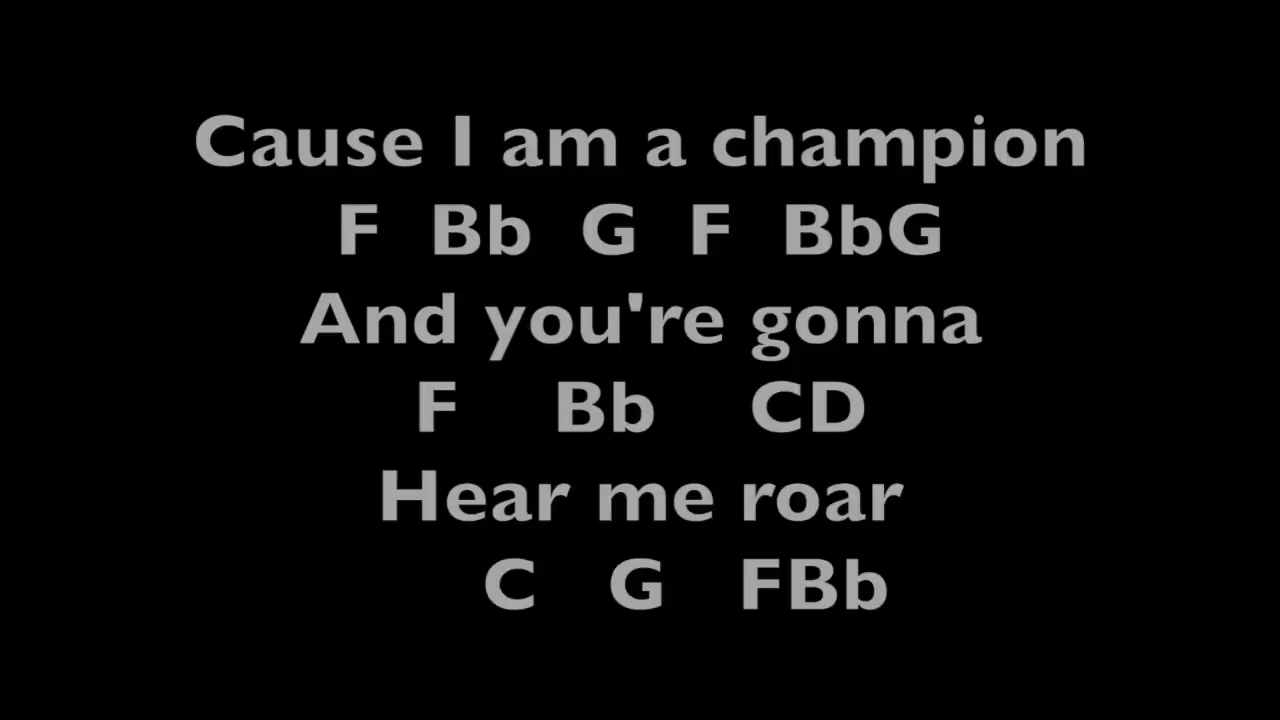 Cause I am a champion
F Bb G F BbG
And you're gonna
F Bb CD
Hear me roar
C G FBb